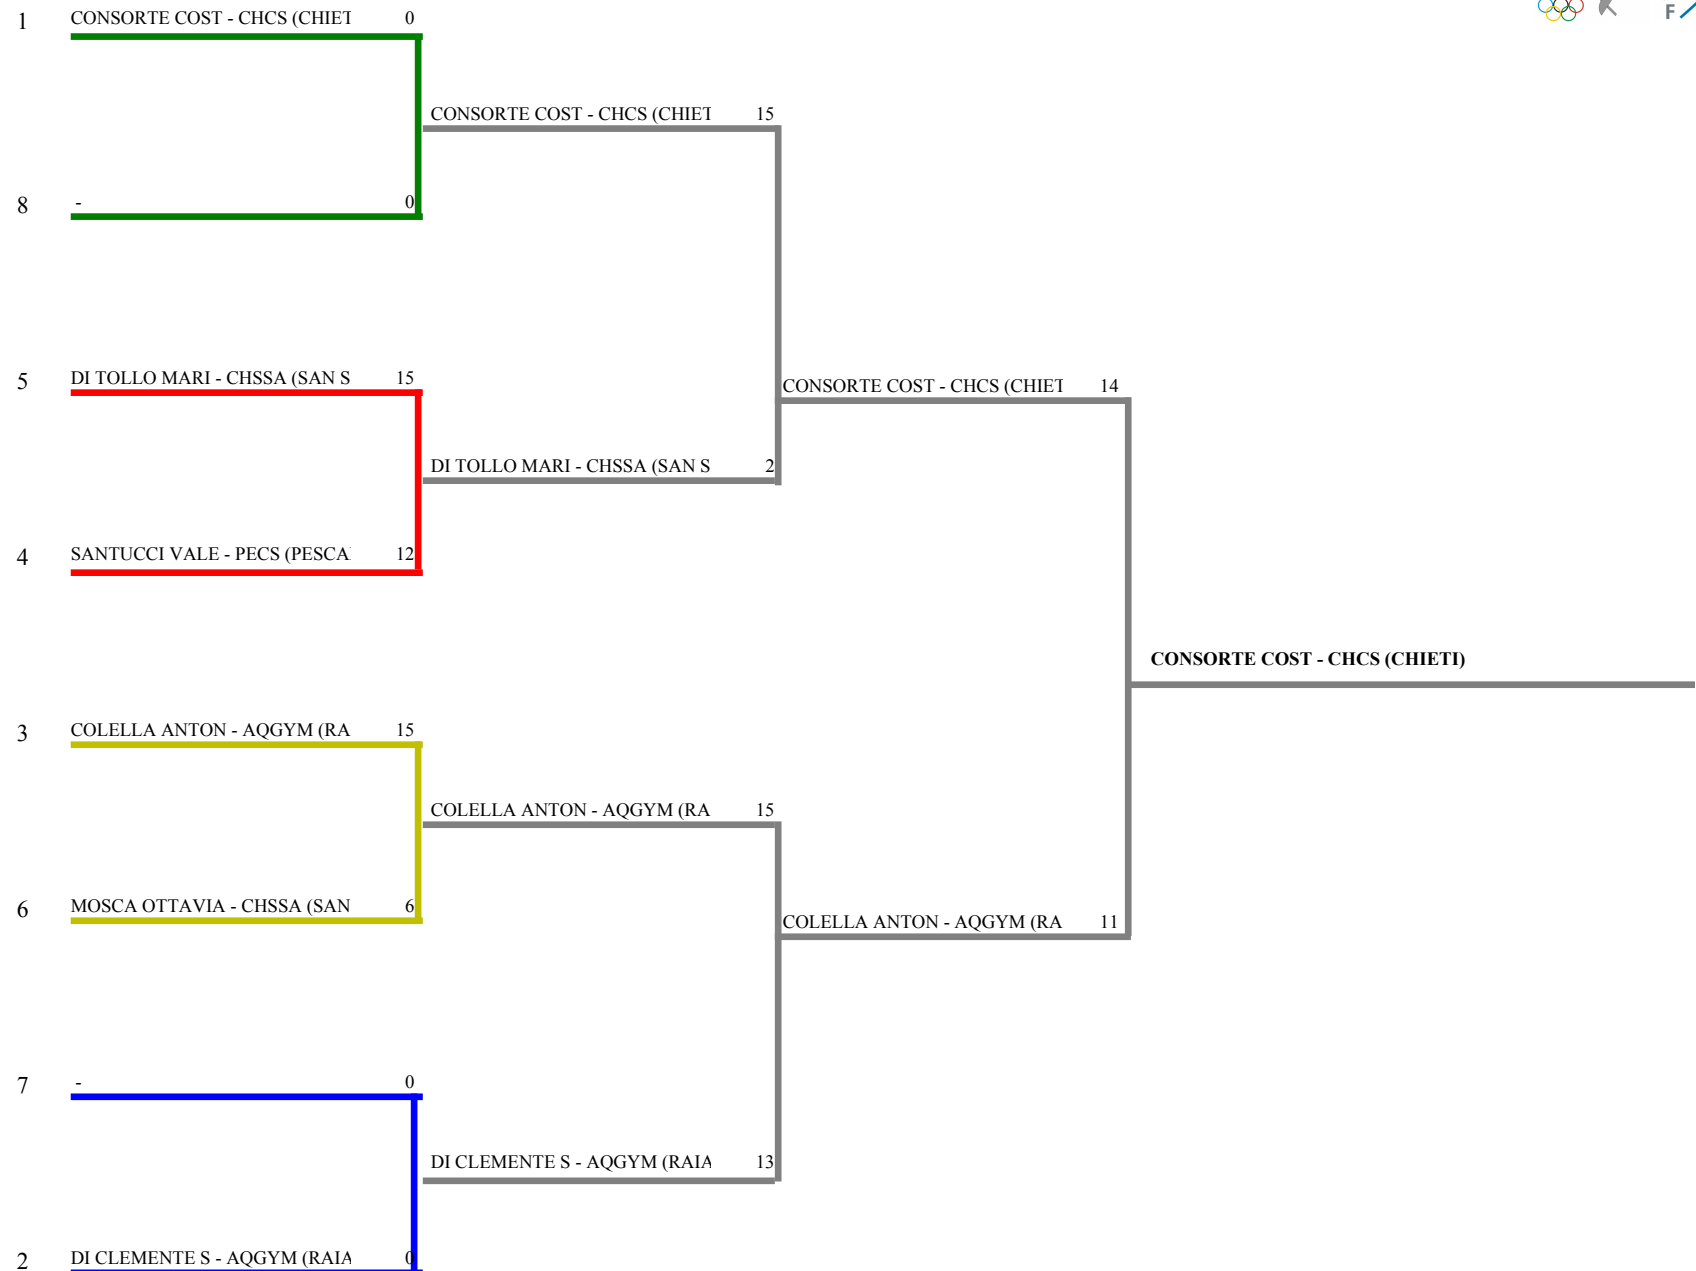 1 CONSORTE COST - CHCS (CHIET 0
F
CONSORTE COST - CHCS (CHIET 15
8 - 0
5 DI TOLLO MARI - CHSSA (SAN S 15
CONSORTE COST - CHCS (CHIET 14
DI TOLLO MARI - CHSSA (SAN S 2
4 SANTUCCI VALE - PECS (PESCA 12
CONSORTE COST - CHCS (CHIETI)
3 COLELLA ANTON - AQGYM (RA 15
COLELLA ANTON - AQGYM (RA 15
6 MOSCA OTTAVIA - CHSSA (SAN 6
COLELLA ANTON - AQGYM (RA 11
7 - 0
DI CLEMENTE S - AQGYM (RAIA 13
2 DI CLEMENTE S - AQGYM (RAIA 0